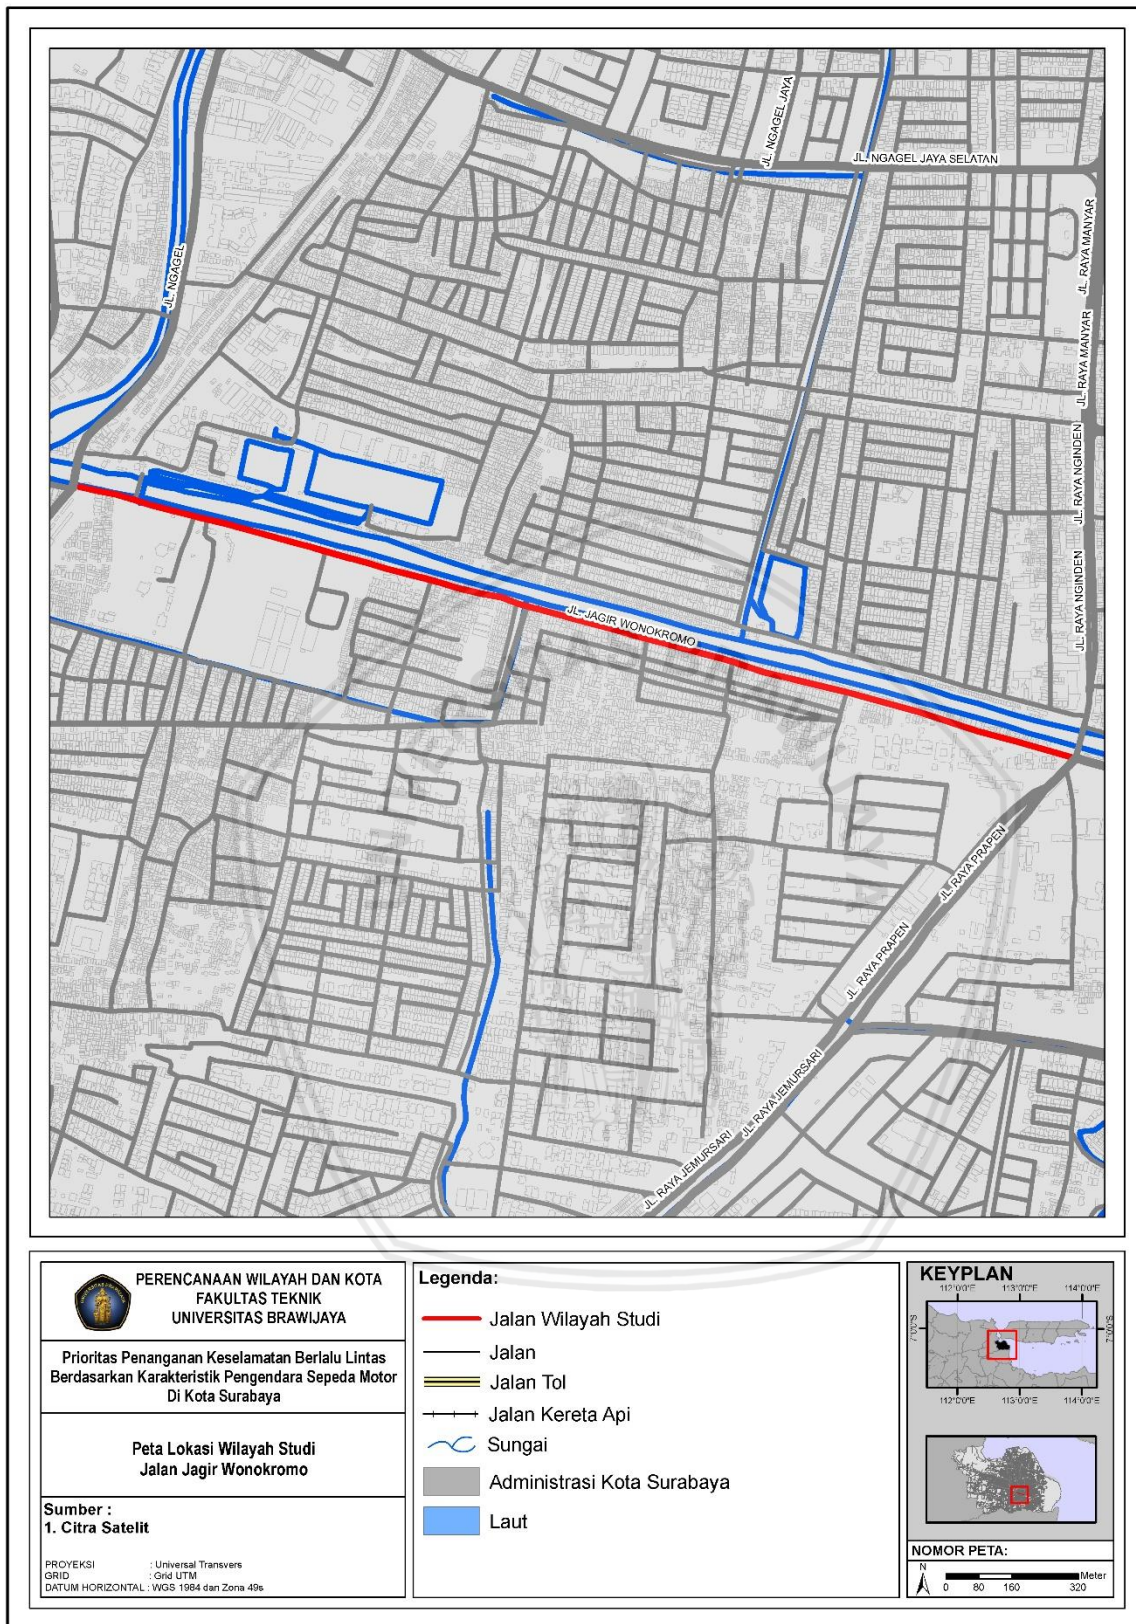 JL. NGAGEL JAYA
JL. NGAGEL JAYA SELATAN
JL. NGAGEL
JL. RAYA MANYAR
JL. RAYA MANYAR
JL. RAYA NGINDEN
JL. RAYA NGINDEN
JL. JAGIR WONOKROMO
JL. RAYA PRAPEN
JL. RAYA PRAPEN
JL. RAYA JEMURSARI
JL. RAYA JEMURSARI
UNIVERSITAS BRAWIJAYA
PERENCANAAN WILAYAH DAN KOTA
FAKULTAS TEKNIK
UNIVERSITAS BRAWIJAYA
Prioritas Penanganan Keselamatan Berlalu Lintas
Berdasarkan Karakteristik Pengendara Sepeda Motor
Di Kota Surabaya
Peta Lokasi Wilayah Studi
Jalan Jagir Wonokromo
Sumber :
1. Citra Satelit
PROYEKSI : Universal Transvers
GRID : Grid UTM
DATUM HORIZONTAL : WGS 1984 dan Zona 49s
Legenda:
Jalan Wilayah Studi
Jalan
Jalan Tol
Jalan Kereta Api
Sungai
Administrasi Kota Surabaya
Laut
KEYPLAN
112°0'0"E 113°0'0"E 114°0'0"E
7°0'0"S 7°0'0"S
112°0'0"E 113°0'0"E 114°0'0"E
NOMOR PETA:
N
Meter
0 80 160 320